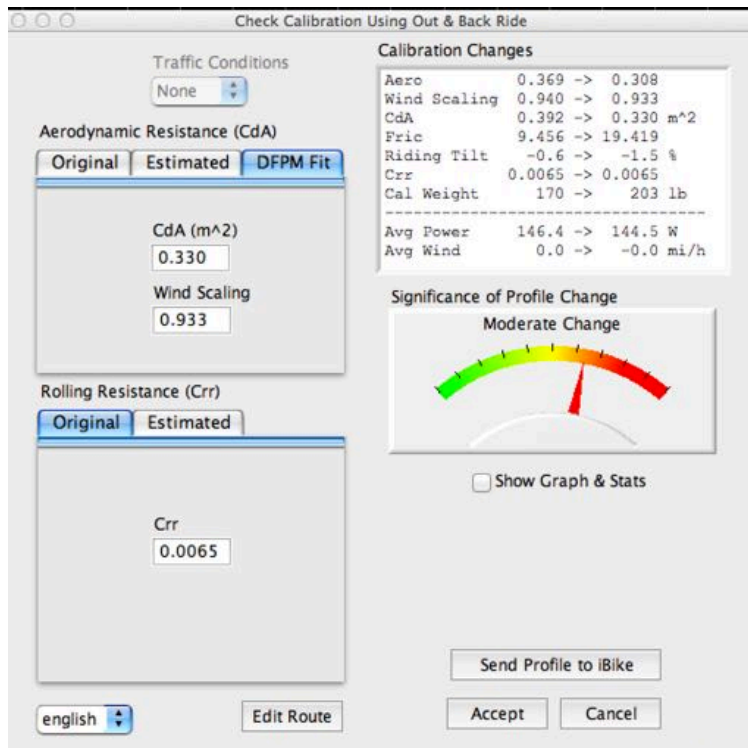 Check Calibration Using Out & Back Ride
Traffic Conditions
None
Aerodynamic Resistance (CdA)
Original Estimated DFPM Fit
CdA (m^2)
0.330
Wind Scaling
0.933
Rolling Resistance (Crr)
Original Estimated
Crr
0.0065
english
Edit Route
Calibration Changes
Aero 0.369 -> 0.308
Wind Scaling 0.940 -> 0.933
CdA 0.392 -> 0.330 m^2
Fric 9.456 -> 19.419
Riding Tilt -0.6 -> -1.5 %
Crr 0.0065 -> 0.0065
Cal Weight 170 -> 203 lb
-----------------------------------
Avg Power 146.4 -> 144.5 W
Avg Wind 0.0 -> -0.0 mi/h
Significance of Profile Change
Moderate Change
Show Graph & Stats
Send Profile to iBike
Accept Cancel